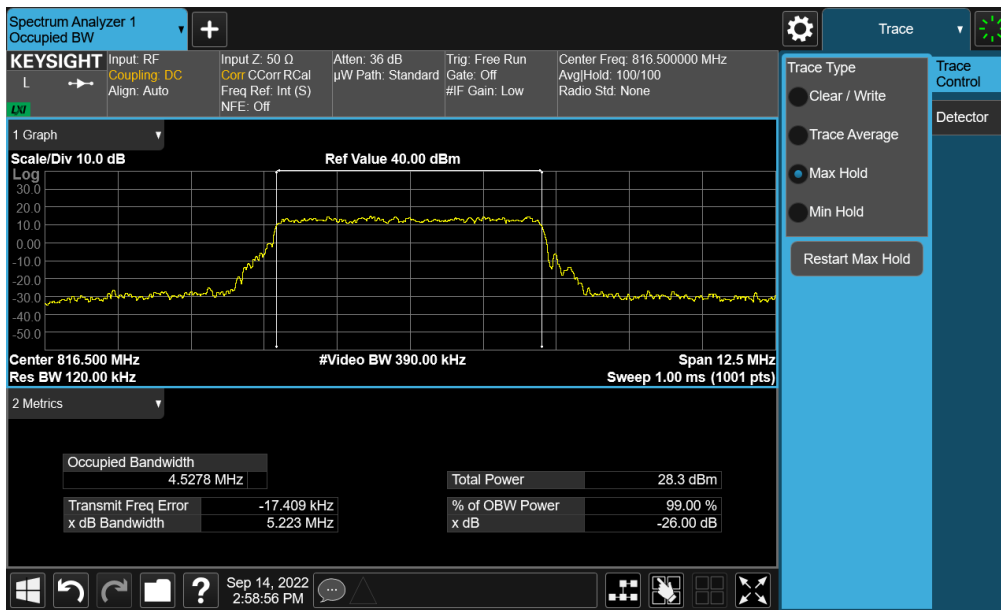 Spectrum Analyzer 1
Occupied BW
+
Trace
KEYSIGHT
L
LXI
Input: RF
Coupling: DC
Align: Auto
Input Z: 50 Ω
Corr CCorr RCal
Freq Ref: Int (S)
NFE: Off
Atten: 36 dB
µW Path: Standard
Trig: Free Run
Gate: Off
#IF Gain: Low
Center Freq: 816.500000 MHz
Avg|Hold: 100/100
Radio Std: None
Trace Type
Clear / Write
Trace Average
Max Hold
Min Hold
Restart Max Hold
Trace
Control
Detector
1 Graph
Scale/Div 10.0 dB
Ref Value 40.00 dBm
Log
30.0
20.0
10.0
0.00
-10.0
-20.0
-30.0
-40.0
-50.0
Center 816.500 MHz
#Video BW 390.00 kHz
Span 12.5 MHz
Res BW 120.00 kHz
Sweep 1.00 ms (1001 pts)
2 Metrics
Occupied Bandwidth
4.5278 MHz
Total Power 28.3 dBm
Transmit Freq Error -17.409 kHz
% of OBW Power 99.00 %
x dB Bandwidth 5.223 MHz
x dB -26.00 dB
?
Sep 14, 2022
2:58:56 PM